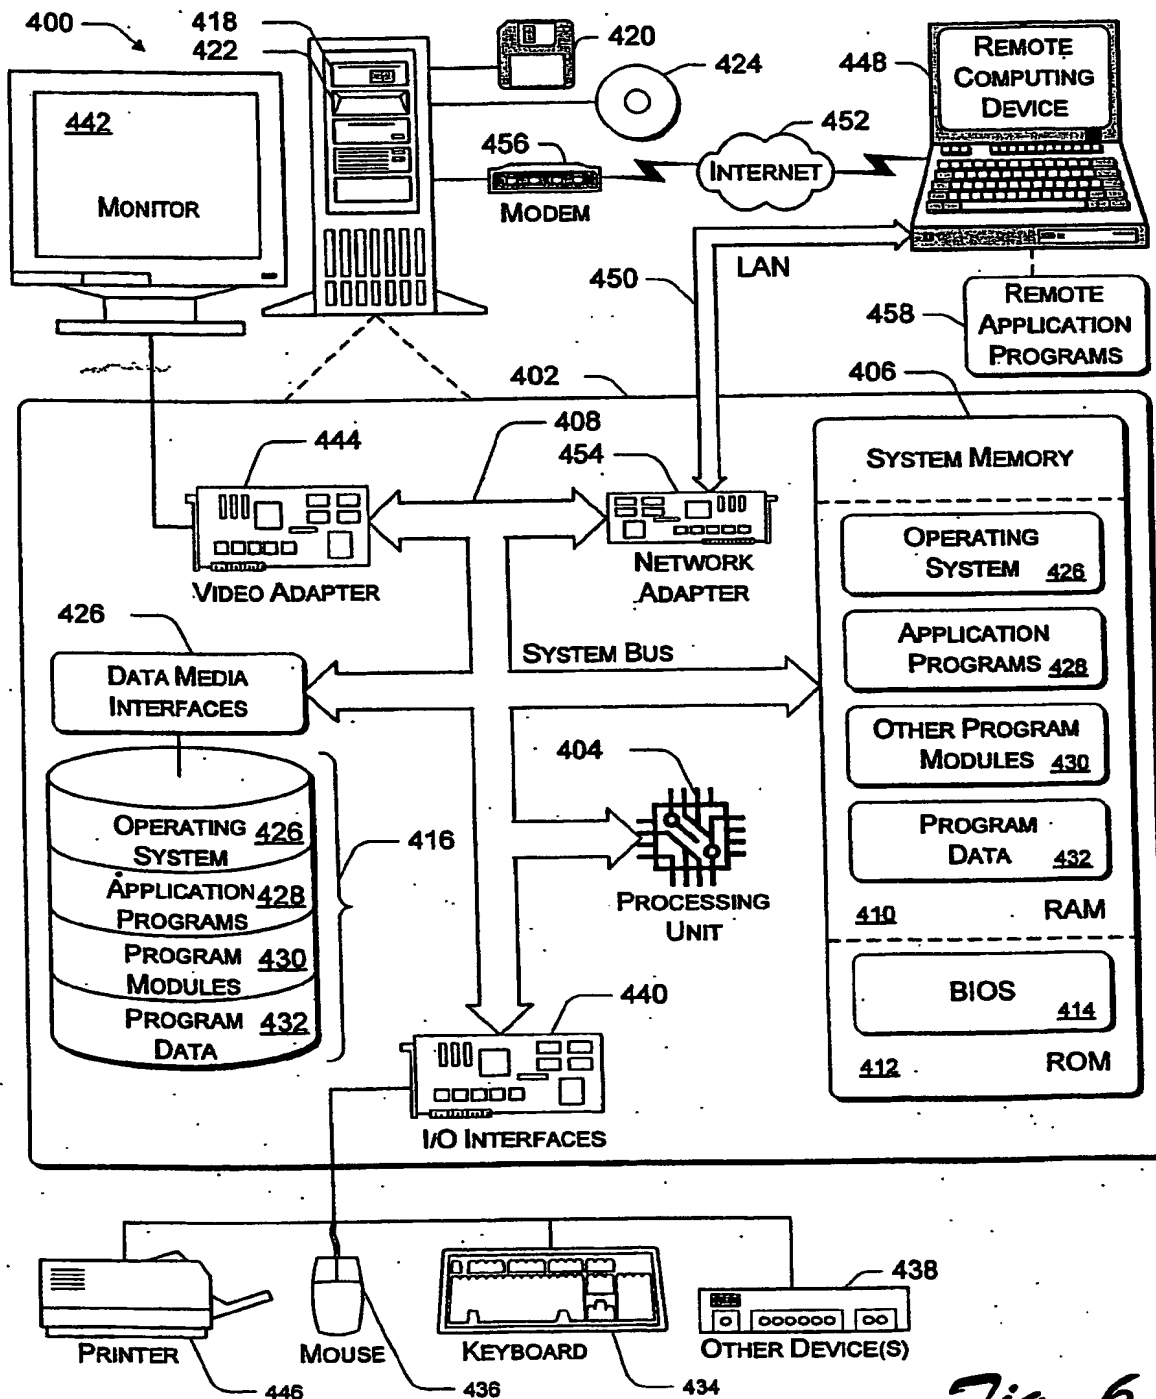 400
418
422
420
424
448
REMOTE
COMPUTING
DEVICE
442
MONITOR
456
MODEM
452
INTERNET
450
LAN
458
REMOTE
APPLICATION
PROGRAMS
402
406
444
408
454
SYSTEM MEMORY
VIDEO ADAPTER
NETWORK
ADAPTER
OPERATING
SYSTEM 426
426
DATA MEDIA
INTERFACES
SYSTEM BUS
APPLICATION
PROGRAMS 428
OTHER PROGRAM
MODULES 430
404
PROCESSING
UNIT
PROGRAM
DATA 432
410 RAM
OPERATING 426
SYSTEM
APPLICATION 428
PROGRAMS
PROGRAM 430
MODULES
PROGRAM 432
DATA
416
BIOS 414
412 ROM
440
I/O INTERFACES
PRINTER
446
MOUSE
436
KEYBOARD
434
438
OTHER DEVICE(S)
Fig. 6